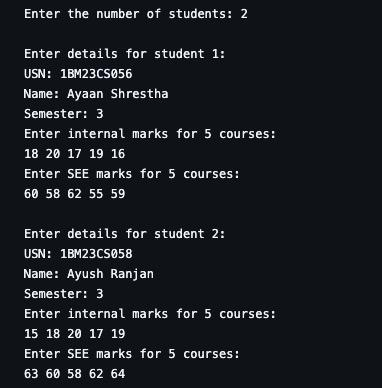 Enter the number of students: 2
Enter details for student 1:
USN: 1BM23CS056
Name: Ayaan Shrestha
Semester: 3
Enter internal marks for 5 courses:
18 20 17 19 16
Enter SEE marks for 5 courses:
60 58 62 55 59
Enter details for student 2:
USN: 1BM23CS058
Name: Ayush Ranjan
Semester: 3
Enter internal marks for 5 courses:
15 18 20 17 19
Enter SEE marks for 5 courses:
63 60 58 62 64